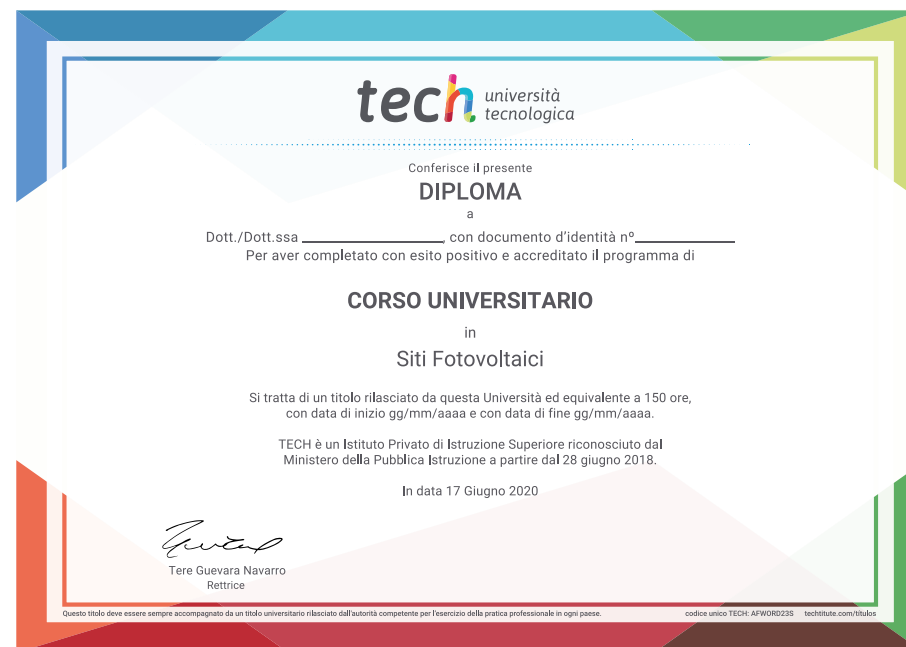 tech università
tecnologica
Conferisce il presente
DIPLOMA
a
Dott./Dott.ssa ____________________, con documento d'identità nº______________
Per aver completato con esito positivo e accreditato il programma di
CORSO UNIVERSITARIO
in
Siti Fotovoltaici
Si tratta di un titolo rilasciato da questa Università ed equivalente a 150 ore,
con data di inizio gg/mm/aaaa e con data di fine gg/mm/aaaa.
TECH è un Istituto Privato di Istruzione Superiore riconosciuto dal
Ministero della Pubblica Istruzione a partire dal 28 giugno 2018.
In data 17 Giugno 2020
Tere Guevara Navarro
Rettrice
Questo titolo deve essere sempre accompagnato da un titolo universitario rilasciato dall'autorità competente per l'esercizio della pratica professionale in ogni paese. codice unico TECH: AFWORD23S techtitute.com/títulos